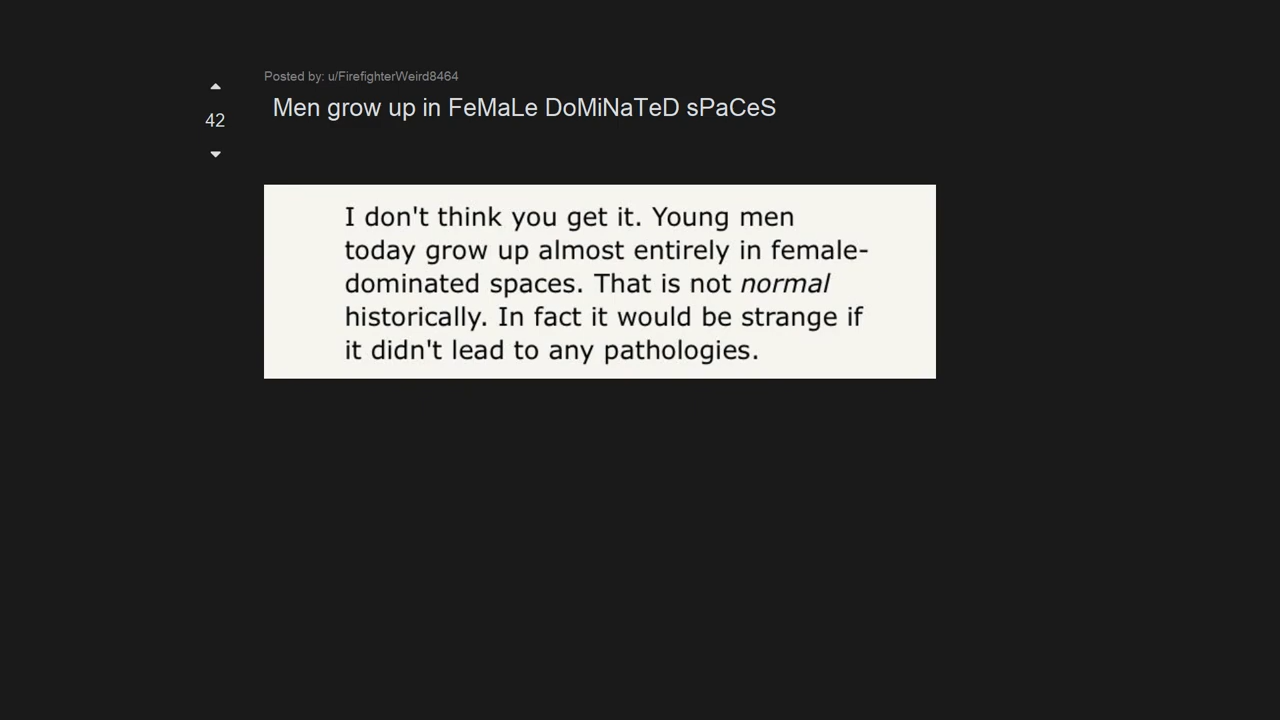 Posted by: u/FirefighterWeird8464
Men grow up in FeMaLe DoMiNaTeD sPaCeS
42
I don't think you get it. Young men
today grow up almost entirely in female-
dominated spaces. That is not normal
historically. In fact it would be strange if
it didn't lead to any pathologies.